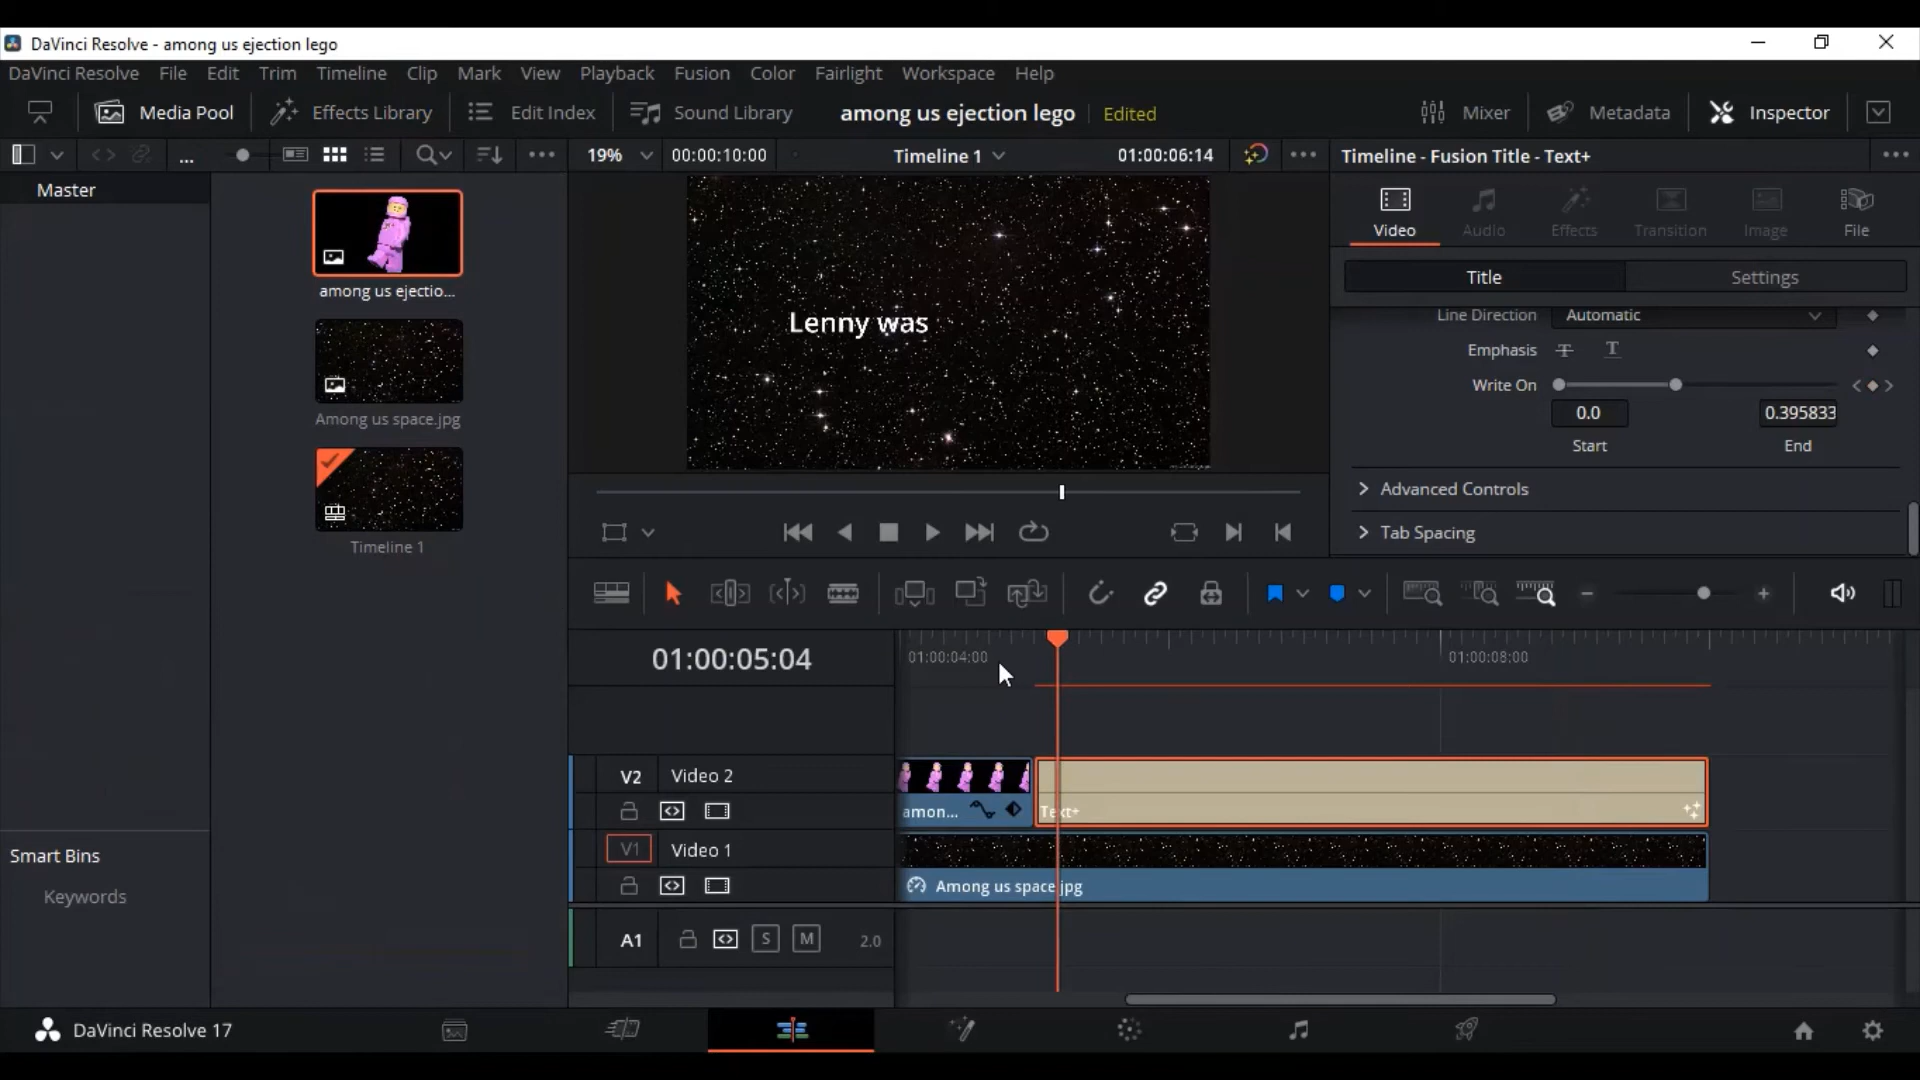 DaVinci Resolve - among us ejection lego
DaVinci Resolve File Edit Trim Timeline Clip Mark View Playback Fusion Color Fairlight Workspace Help
Media Pool Effects Library Edit Index Sound Library among us ejection lego Edited Mixer Metadata Inspector
... 19% 00:00:10:00 Timeline 1 01:00:06:14 Timeline - Fusion Title - Text+
Master
Video Audio Effects Transition Image File
Title Settings
among us ejectio...
Among us space.jpg
Timeline 1
Lenny was
Line Direction Automatic
Emphasis T T
Write On
0.0 0.395833
Start End
Advanced Controls
Tab Spacing
01:00:05:04 01:00:04:00 01:00:08:00
V2 Video 2
amon... Text+
V1 Video 1
Among us space.jpg
A1 S M 2.0
Smart Bins
Keywords
DaVinci Resolve 17